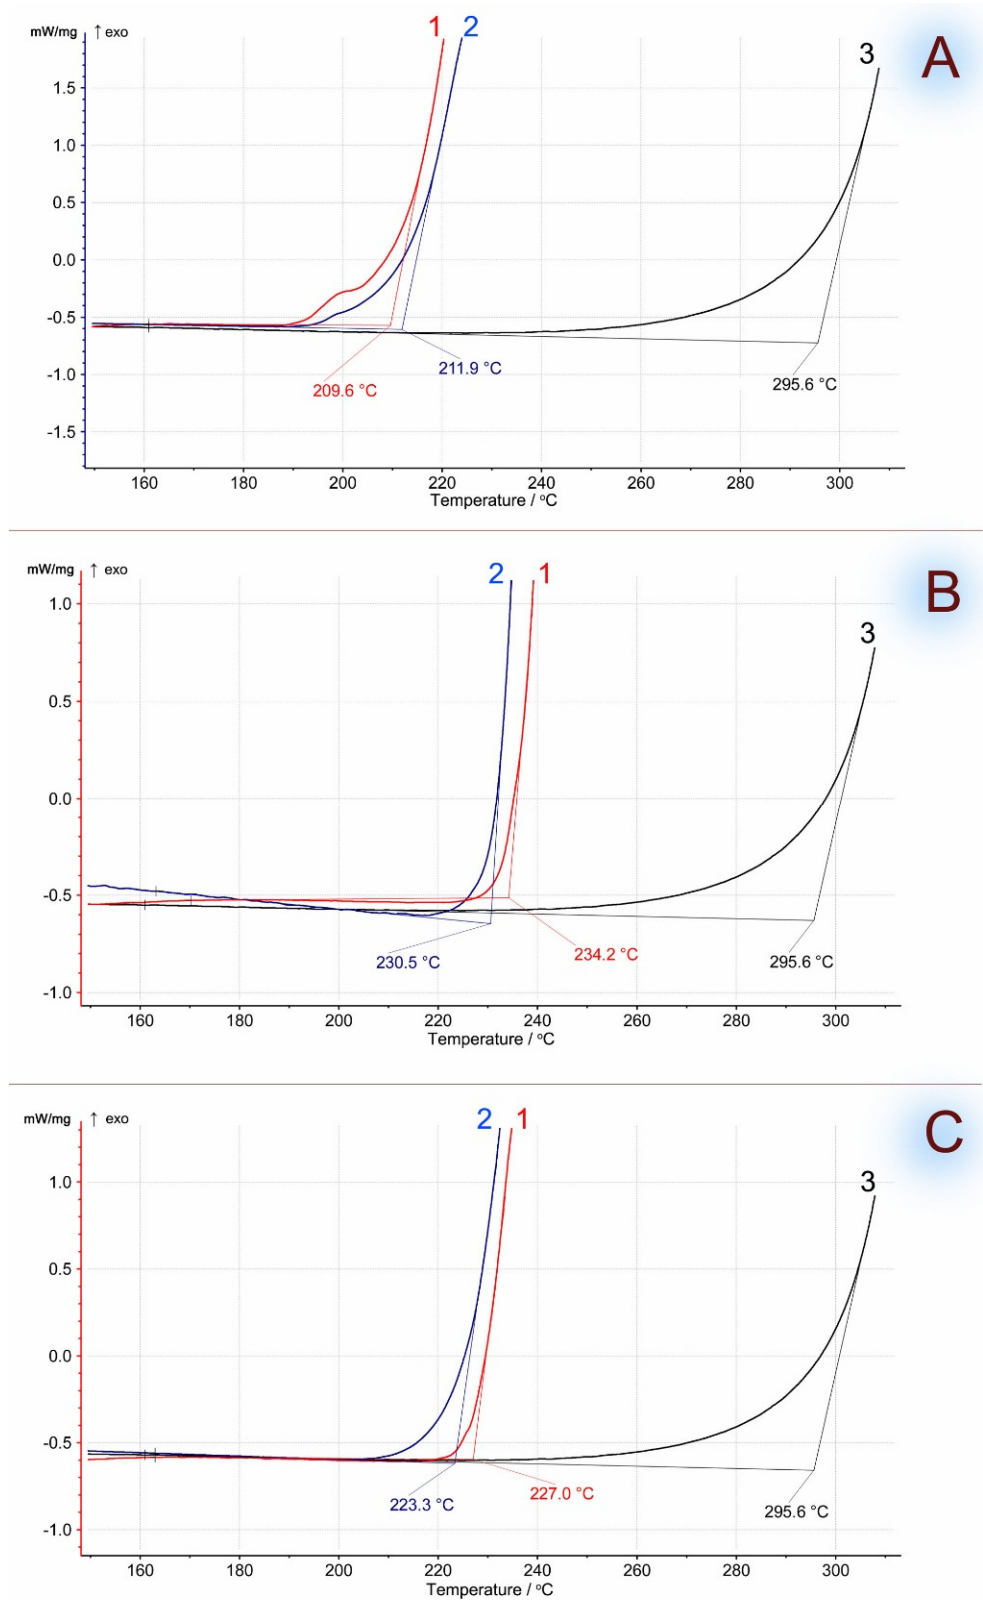 1 2
mW/mg ↑ exo
3
A
1.5
1.0
0.5
0.0
-0.5
211.9 °C
-1.0
209.6 °C
295.6 °C
-1.5
160 180 200 220 240 260 280 300
Temperature / °C
mW/mg ↑ exo
2 1
B
1.0
3
0.5
0.0
-0.5
230.5 °C 234.2 °C 295.6 °C
-1.0
160 180 200 220 240 260 280 300
Temperature / °C
mW/mg ↑ exo
2 1
C
3
1.0
0.5
0.0
-0.5
223.3 °C 227.0 °C 295.6 °C
-1.0
160 180 200 220 240 260 280 300
Temperature / °C